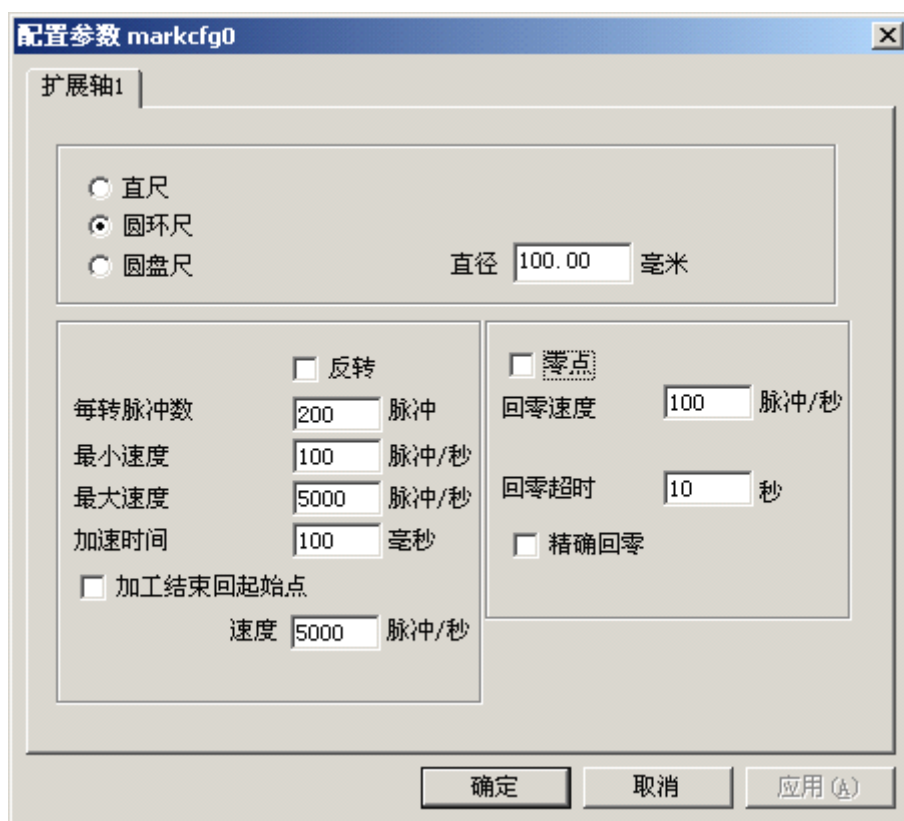 配置参数 markcfg0
扩展轴1
直尺
圆环尺
圆盘尺
直径 100.00 毫米
反转
每转脉冲数 200 脉冲
最小速度 100 脉冲/秒
最大速度 5000 脉冲/秒
加速时间 100 毫秒
加工结束回起始点
速度 5000 脉冲/秒
零点
回零速度 100 脉冲/秒
回零超时 10 秒
精确回零
确定 取消 应用(A)